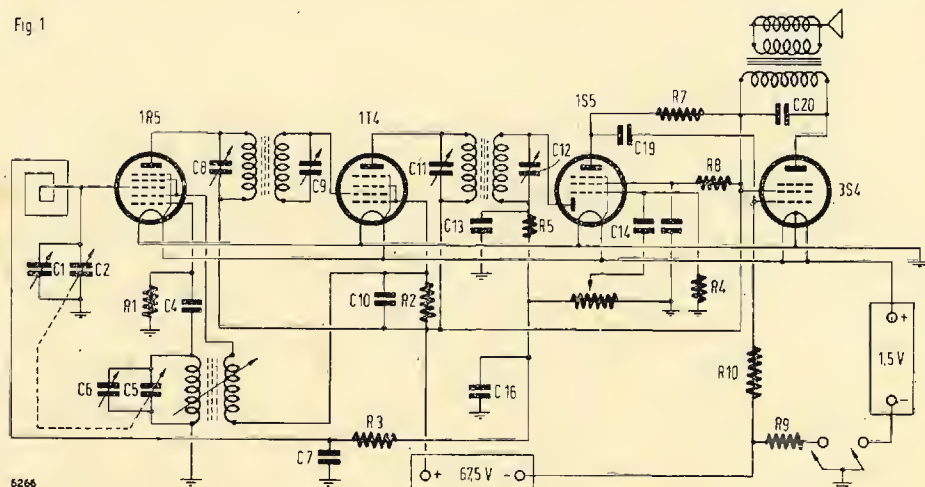 Fig. 1
1R5
1T4
1S5
3S4
R7
C20
C19
R8
C8
C9
C11
C12
C13
R5
C14
R4
C1
C2
R1
C4
C10
R2
C6
C5
C16
R10
R3
C7
R9
+ 67,5 V -
+
1,5 V
-
6266